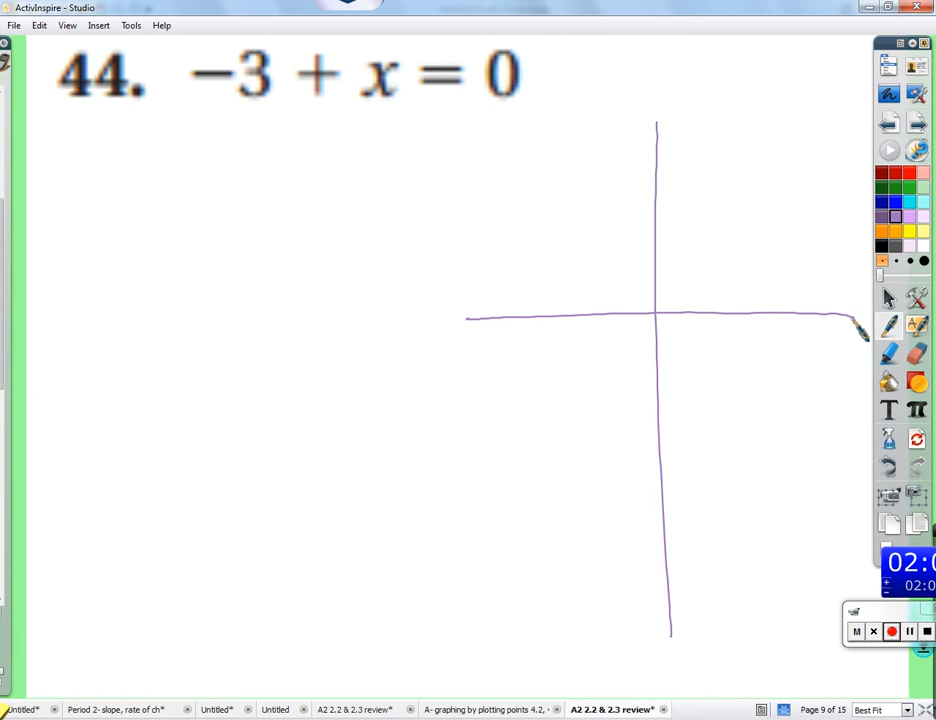 ActivInspire - Studio
File Edit View Insert Tools Help
44. −3 + x = 0
T π
02:0
02:0
M
Untitled* Period 2- slope, rate of ch* Untitled* Untitled A2 2.2 & 2.3 review* A- graphing by plotting points 4.2, A2 2.2 & 2.3 review* Page 9 of 15 Best Fit